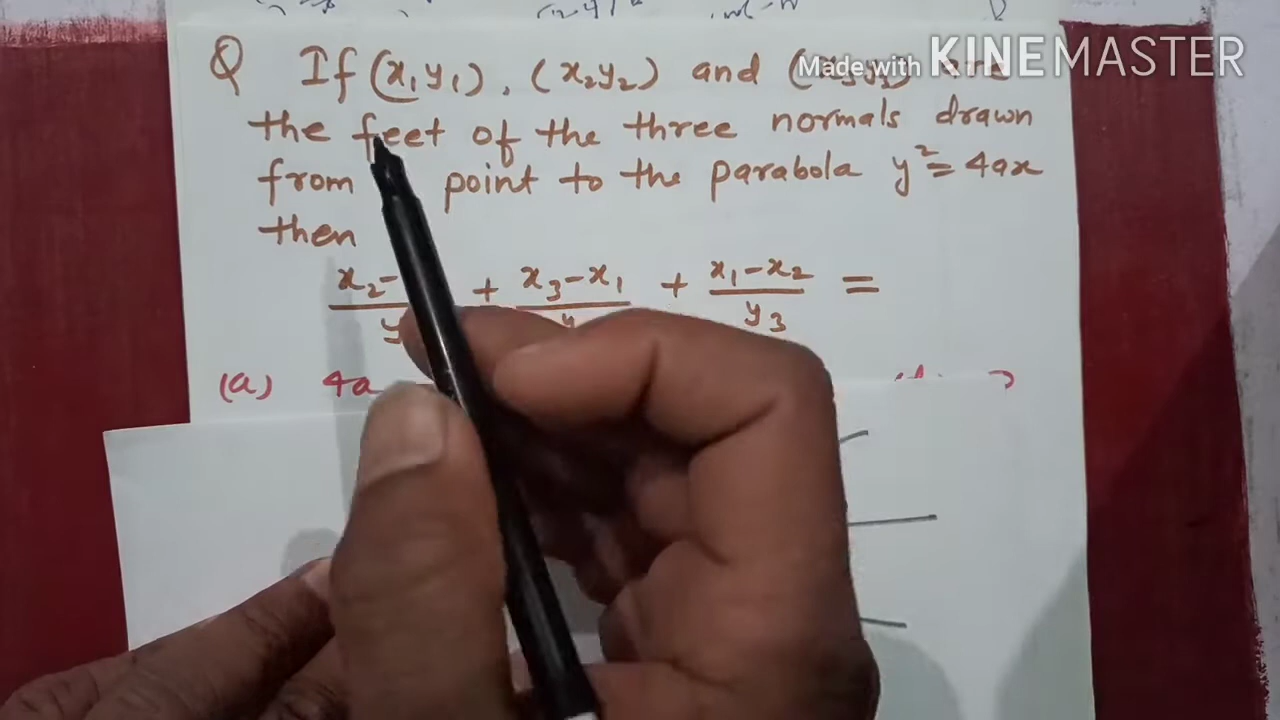 Made with KINEMASTER
Q If (x₁y₁), (x₂y₂) and
the feet of the three normals drawn
from point to the parabola y² = 4ax
then
x₂- + x₃-x₁ + x₁-x₂ =
y y y₃
(a) 4a